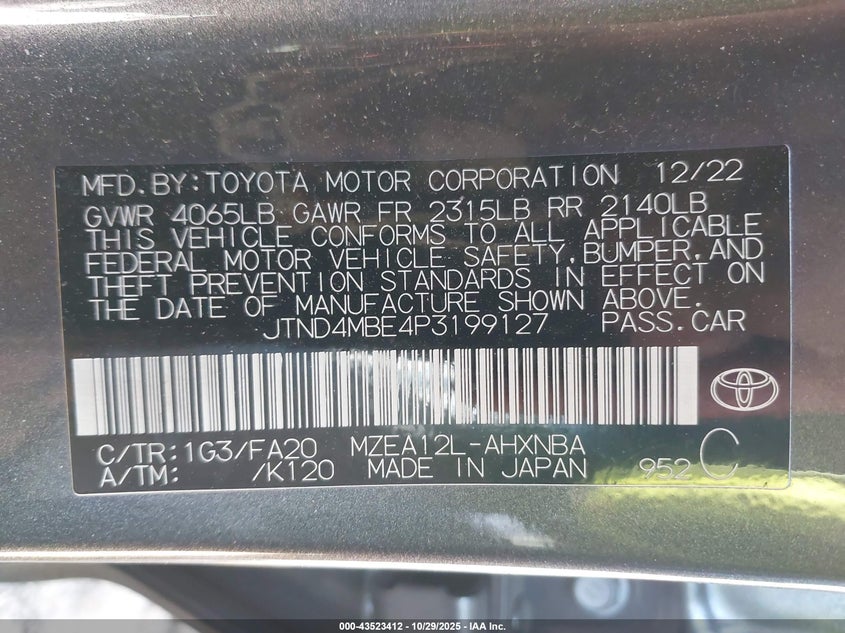 MFD.BY:TOYOTA MOTOR CORPORATION 12/22
GVWR 4065LB GAWR FR 2315LB RR 2140LB
THIS VEHICLE CONFORMS TO ALL APPLICABLE
FEDERAL MOTOR VEHICLE SAFETY,BUMPER,AND
THEFT PREVENTION STANDARDS IN EFFECT ON
THE DATE OF MANUFACTURE SHOWN ABOVE.
JTND4MBE4P3199127 PASS.CAR
C/TR:1G3/FA20 MZEA12L-AHXNBA
A/TM: /K120 MADE IN JAPAN 952 C
000-43523412 - 10/29/2025 - IAA Inc.